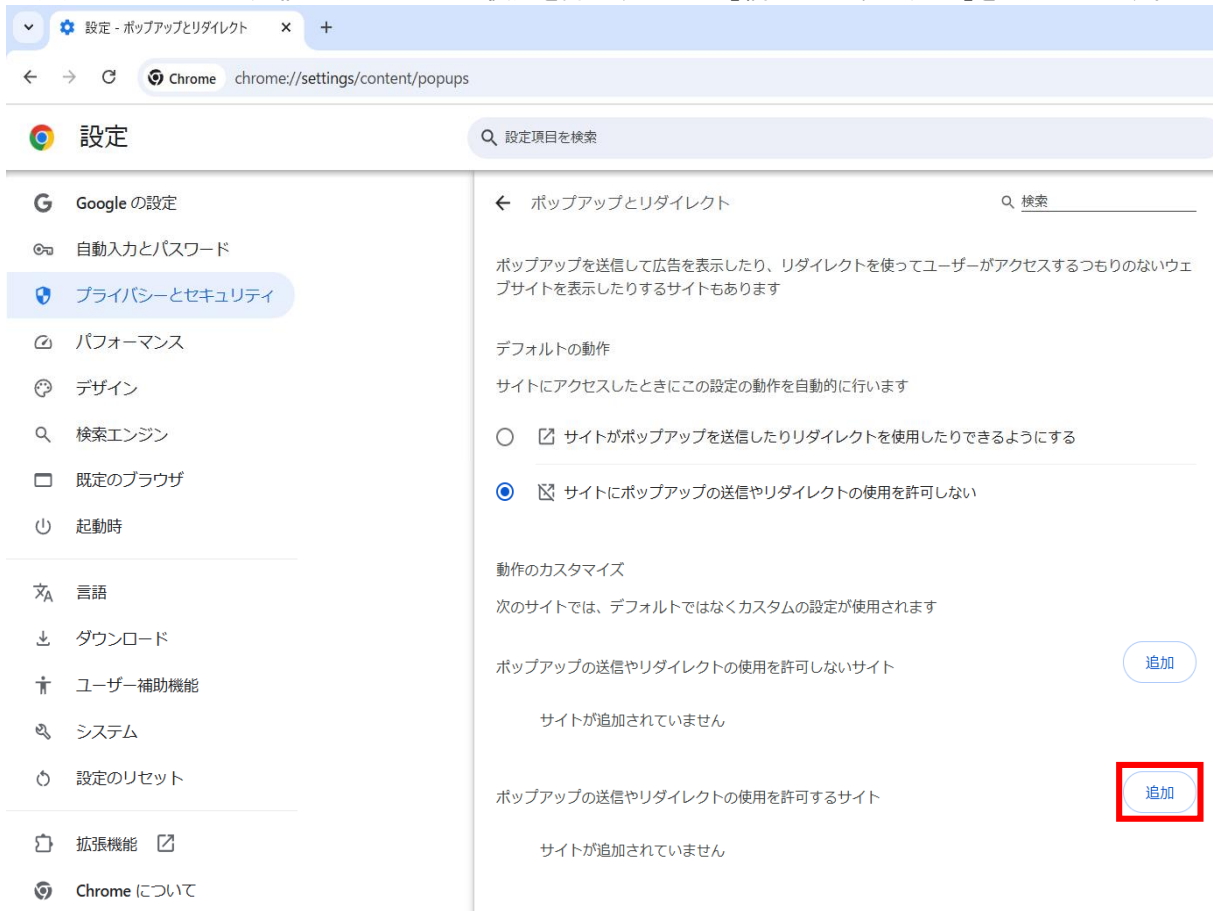 設定 - ポップアップとリダイレクト
Chrome chrome://settings/content/popups
設定
設定項目を検索
Google の設定
自動入力とパスワード
プライバシーとセキュリティ
パフォーマンス
デザイン
検索エンジン
既定のブラウザ
起動時
言語
ダウンロード
ユーザー補助機能
システム
設定のリセット
拡張機能
Chrome について
ポップアップとリダイレクト
検索
ポップアップを送信して広告を表示したり、リダイレクトを使ってユーザーがアクセスするつもりのないウェ
ブサイトを表示したりするサイトもあります
デフォルトの動作
サイトにアクセスしたときにこの設定の動作を自動的に行います
サイトがポップアップを送信したりリダイレクトを使用したりできるようにする
サイトにポップアップの送信やリダイレクトの使用を許可しない
動作のカスタマイズ
次のサイトでは、デフォルトではなくカスタムの設定が使用されます
ポップアップの送信やリダイレクトの使用を許可しないサイト
追加
サイトが追加されていません
ポップアップの送信やリダイレクトの使用を許可するサイト
追加
サイトが追加されていません